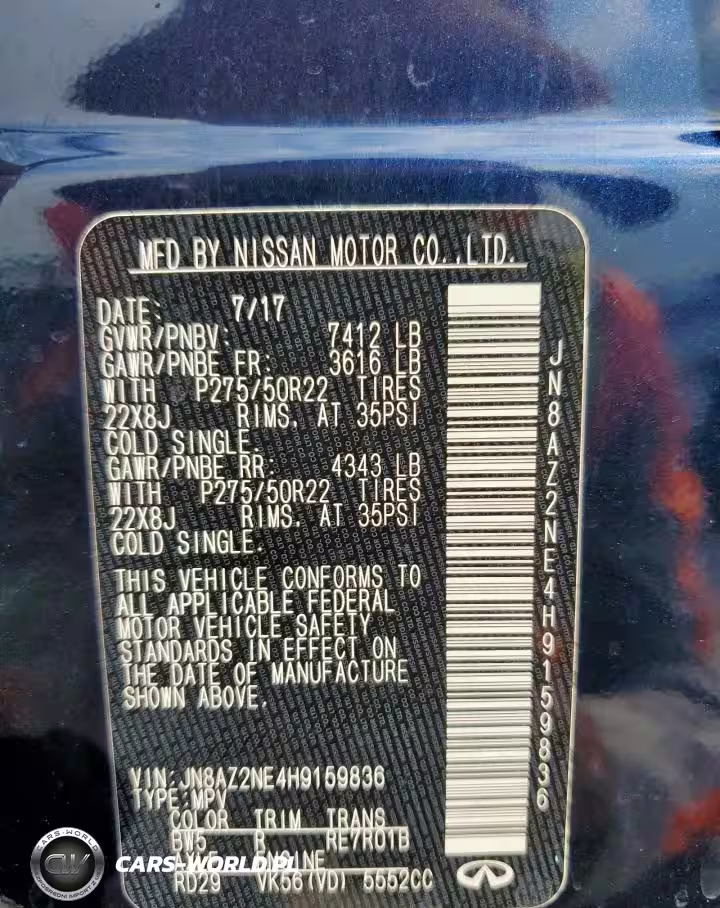 MFD BY NISSAN MOTOR CO.,LTD.
DATE: 7/17
GVWR/PNBV: 7412 LB
GAWR/PNBE FR: 3616 LB
WITH P275/50R22 TIRES
22X8J RIMS. AT 35PSI
COLD SINGLE.
GAWR/PNBE RR: 4343 LB
WITH P275/50R22 TIRES
22X8J RIMS. AT 35PSI
COLD SINGLE.
THIS VEHICLE CONFORMS TO
ALL APPLICABLE FEDERAL
MOTOR VEHICLE SAFETY
STANDARDS IN EFFECT ON
THE DATE OF MANUFACTURE
SHOWN ABOVE.
VIN:JN8AZ2NE4H9159836
TYPE:MPV
COLOR TRIM TRANS
BW5 B RE7R01B
ENGINE
RD29 VK56(VD) 5552CC
JN8AZ2NE4H9159836
CARS-WORLD
CW
CARS-WORLD.PL